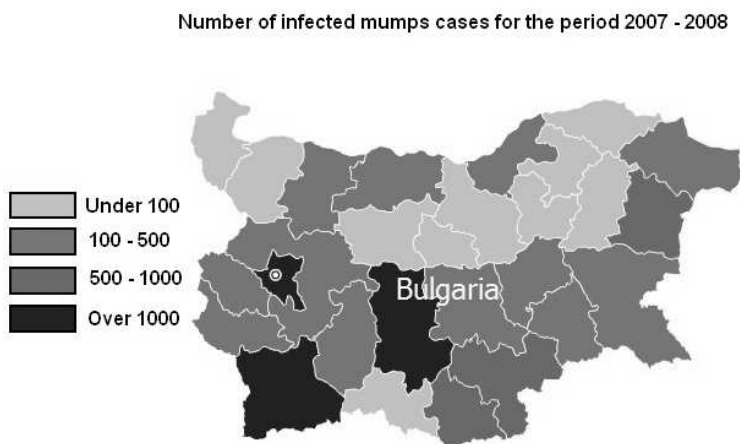 Number of infected mumps cases for the period 2007 - 2008
Under 100
100 - 500
500 - 1000
Over 1000
Bulgaria